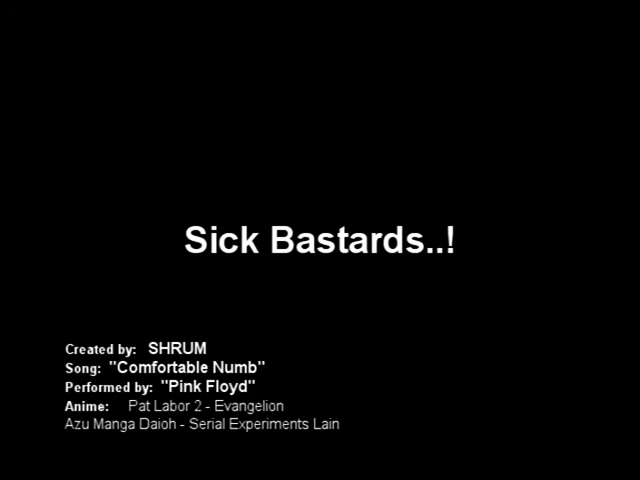 Sick Bastards..!
Created by: SHRUM
Song: "Comfortable Numb"
Performed by: "Pink Floyd"
Anime: Pat Labor 2 - Evangelion
Azu Manga Daioh - Serial Experiments Lain